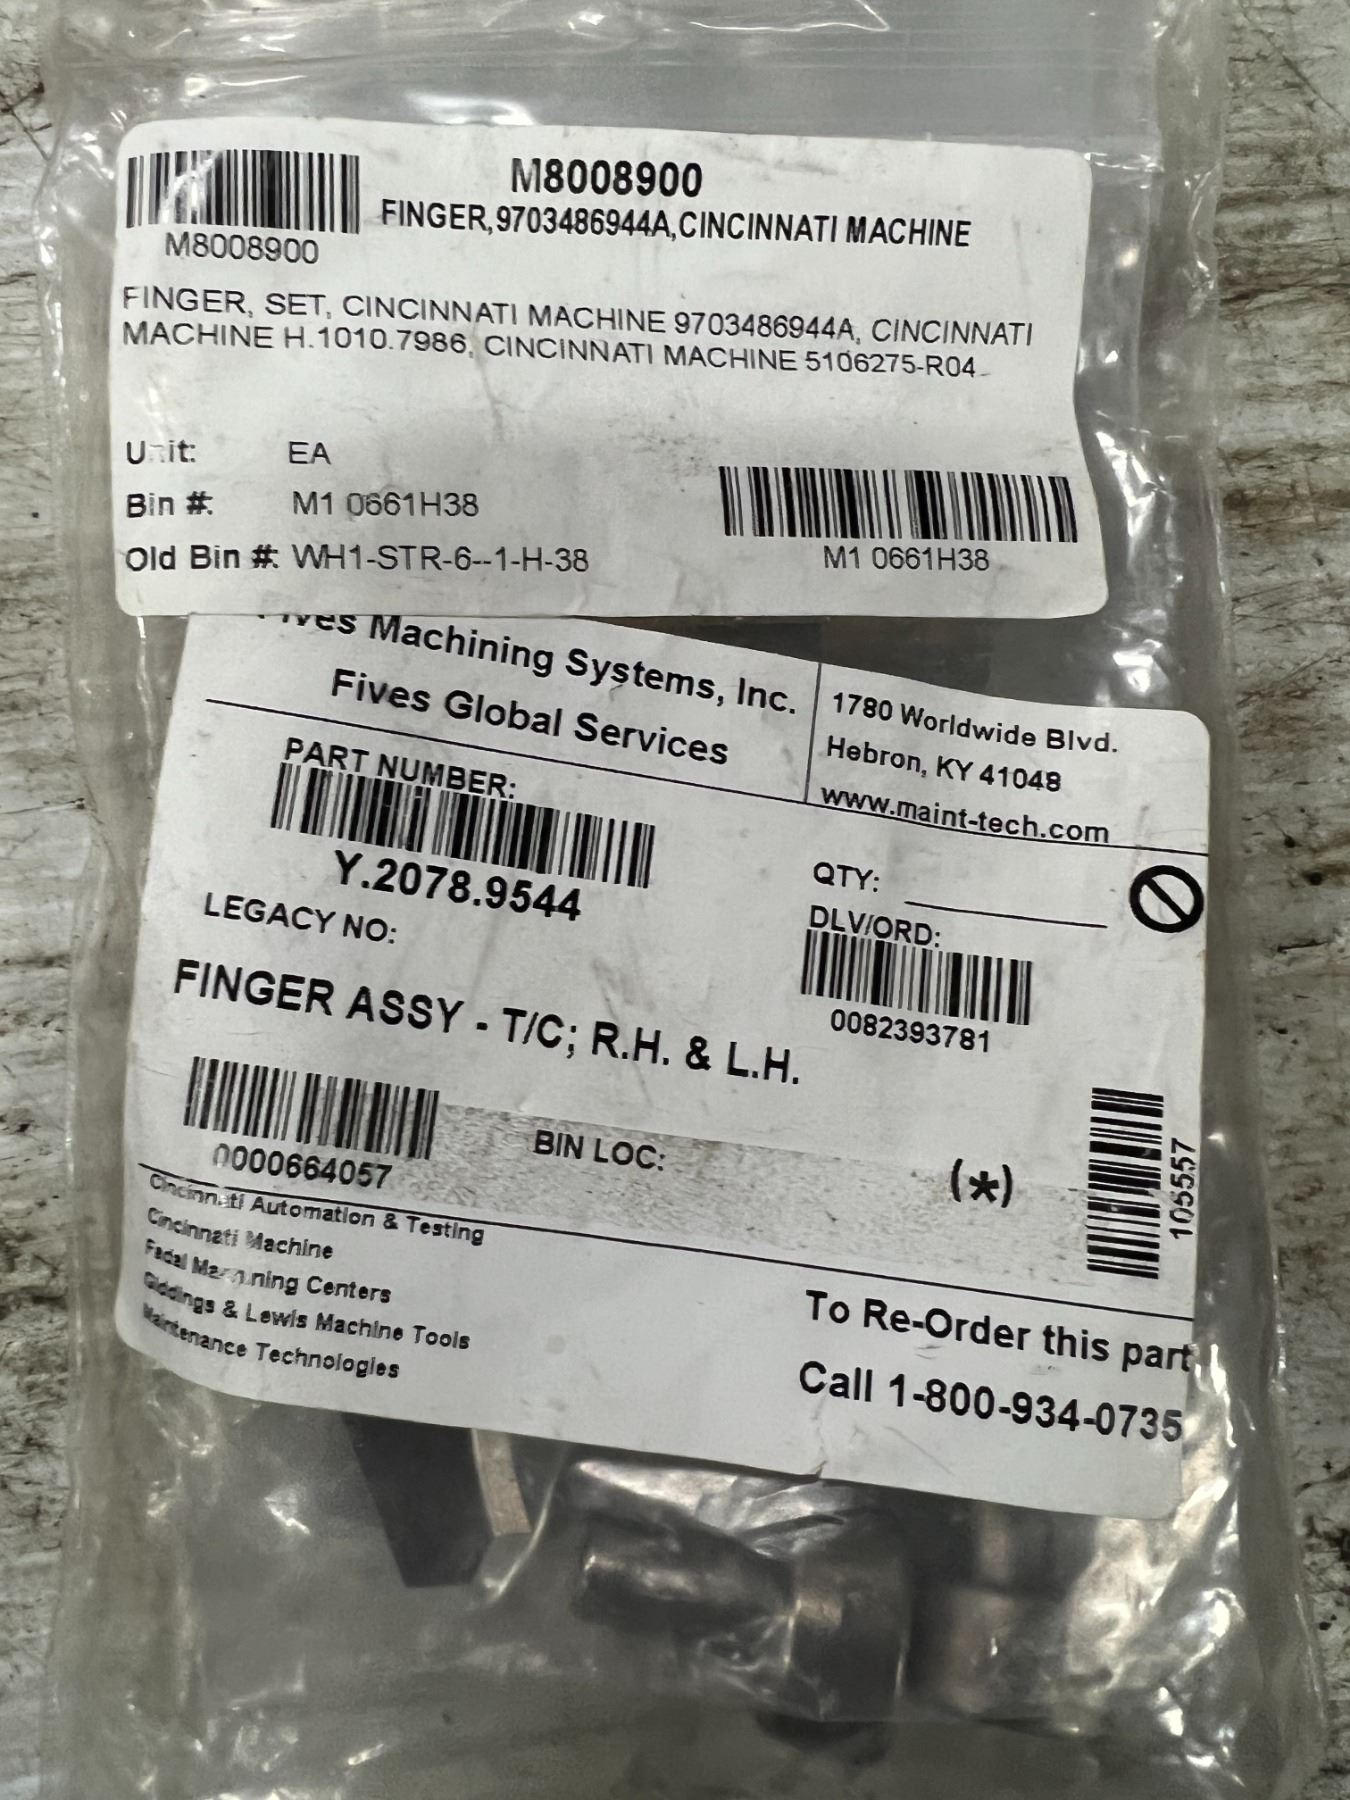 M8008900
FINGER,9703486944A,CINCINNATI MACHINE
M8008900
FINGER, SET, CINCINNATI MACHINE 9703486944A, CINCINNATI
MACHINE H.1010.7986, CINCINNATI MACHINE 5106275-R04
Unit: EA
Bin #: M1 0661H38
Old Bin #: WH1-STR-6--1-H-38
M1 0661H38
Fives Machining Systems, Inc.
Fives Global Services
1780 Worldwide Blvd.
Hebron, KY 41048
www.maint-tech.com
PART NUMBER:
Y.2078.9544
LEGACY NO:
QTY:
DLV/ORD:
0082393781
FINGER ASSY - T/C; R.H. & L.H.
0000664057
BIN LOC:
(*)
105557
Cincinnati Automation & Testing
Cincinnati Machine
Fadal Machining Centers
Giddings & Lewis Machine Tools
Maintenance Technologies
To Re-Order this part
Call 1-800-934-0735